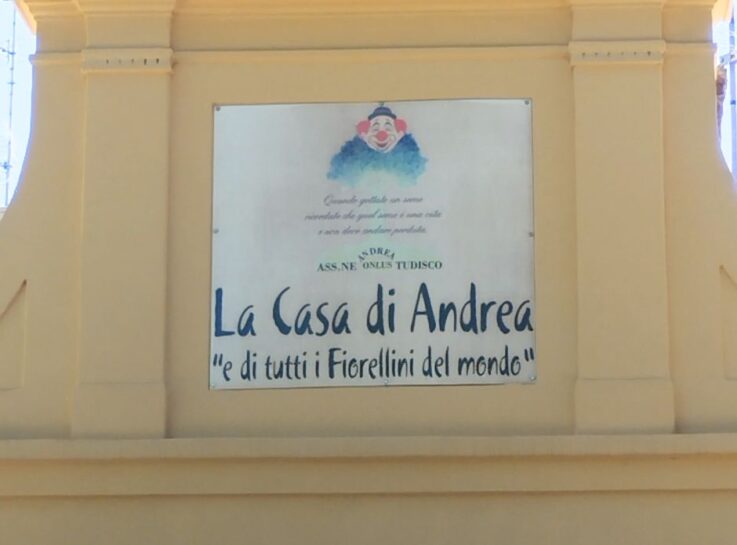 Quando gettate un seme
ricordate che quel seme è una vita
e non deve andare perduta.
ANDREA
ASS.NE ONLUS TUDISCO
La Casa di Andrea
"e di tutti i Fiorellini del mondo"